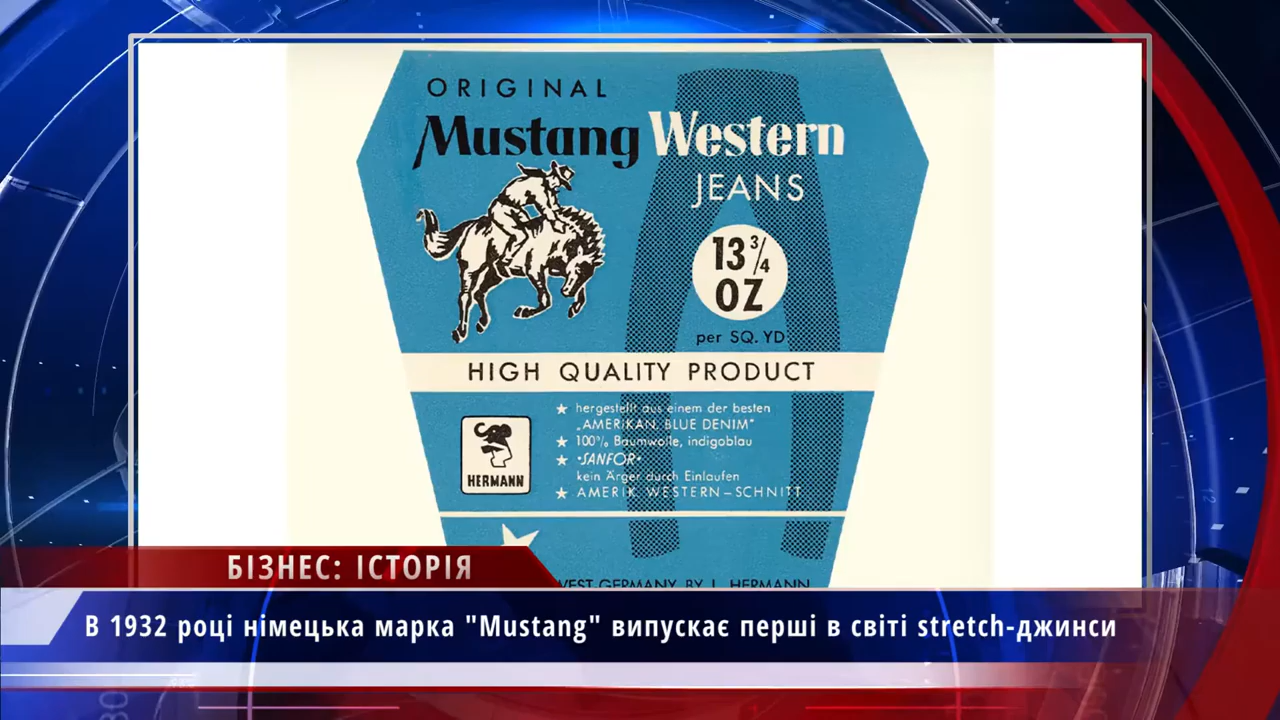 ORIGINAL
Mustang Western
JEANS
13 3/4
OZ
per SQ. YD
HIGH QUALITY PRODUCT
★ hergestellt aus einem der besten
„AMERIKAN. BLUE DENIM"
★ 100% Baumwolle, indigoblau
★ •SANFOR•
kein Ärger durch Einlaufen
★ AMERIK. WESTERN–SCHNITT
HERMANN
WEST-GERMANY BY L. HERMANN
БІЗНЕС: ІСТОРІЯ
В 1932 році німецька марка "Mustang" випускає перші в світі stretch-джинси